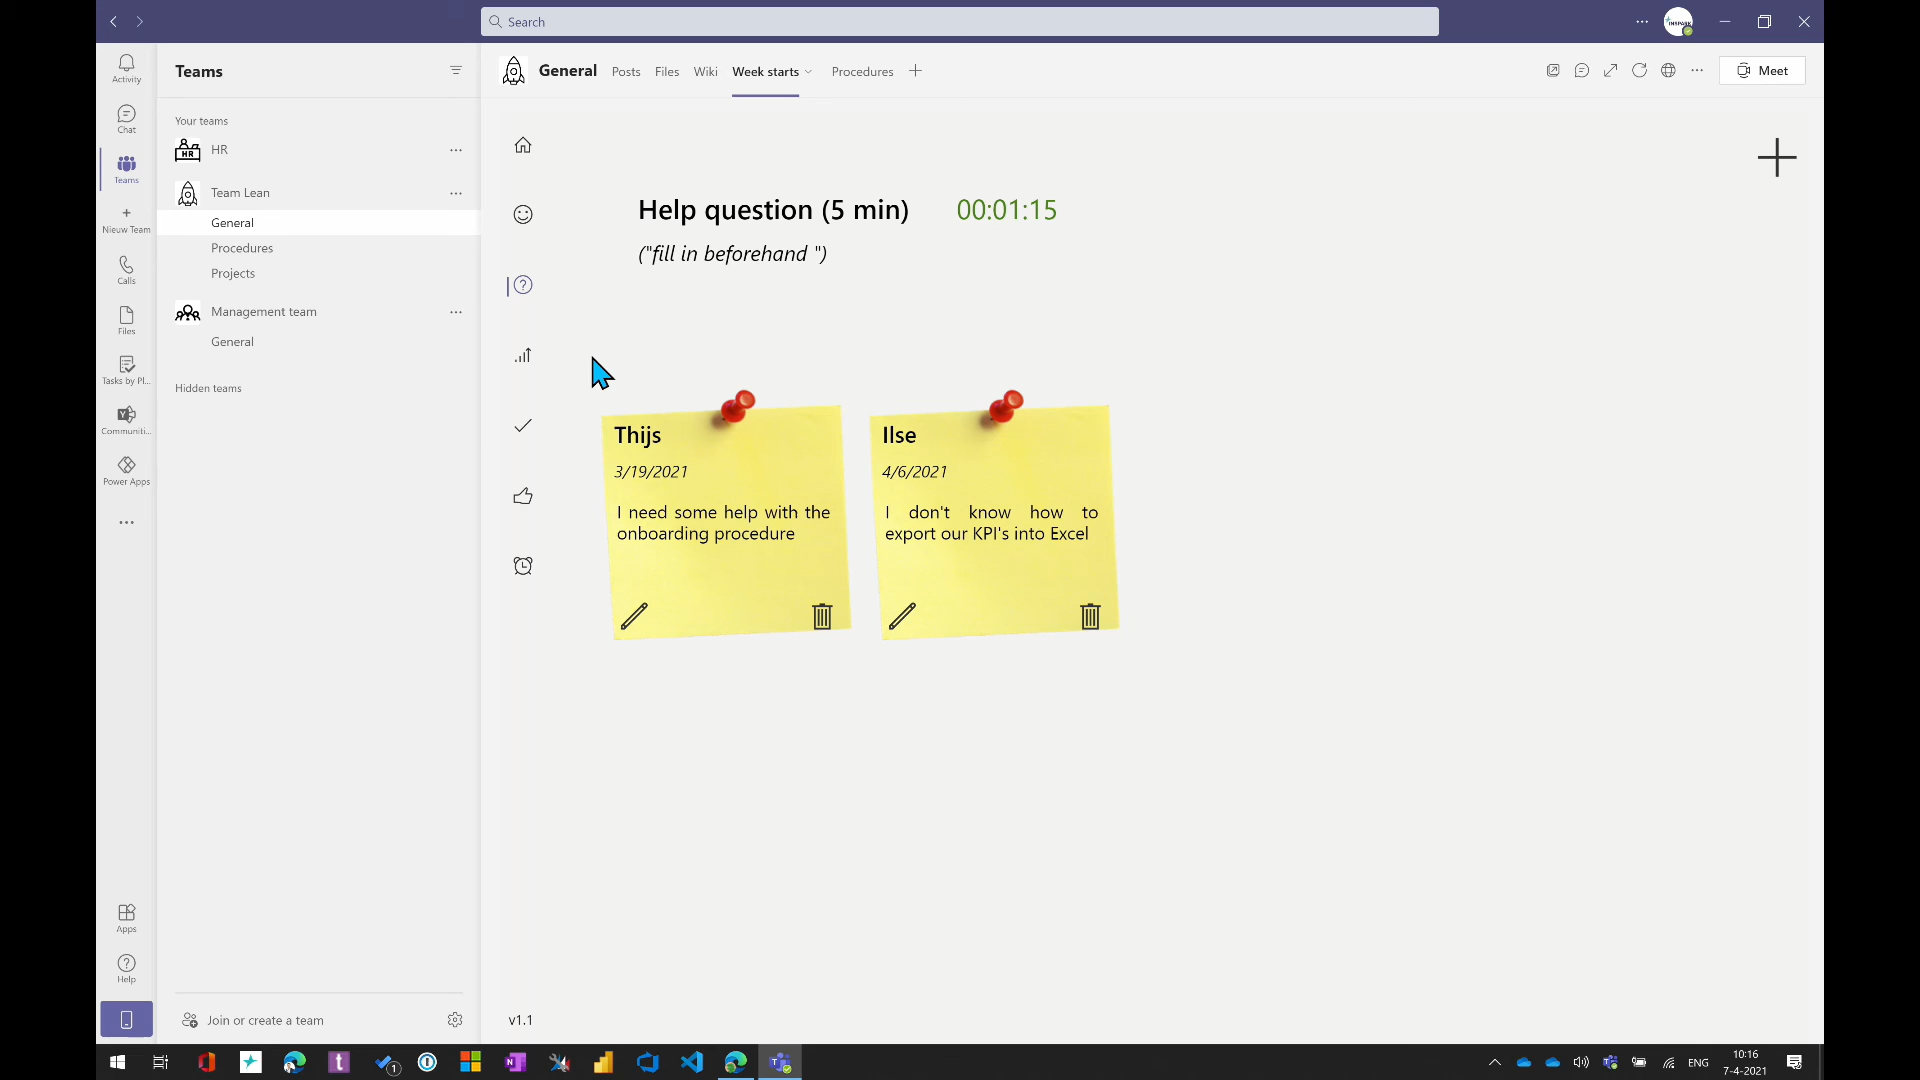 Search
INSPARK
Activity
Chat
Teams
Nieuw Team
Calls
Files
Tasks by Pl...
Communiti...
Power Apps
Apps
Help
Teams
Your teams
HR
HR
Team Lean
General
Procedures
Projects
Management team
General
Hidden teams
Join or create a team
General Posts Files Wiki Week starts Procedures
Meet
Help question (5 min) 00:01:15
("fill in beforehand ")
Thijs
3/19/2021
I need some help with the
onboarding procedure
Ilse
4/6/2021
I don't know how to
export our KPI's into Excel
v1.1
t
1
N
ENG
10:16
7-4-2021